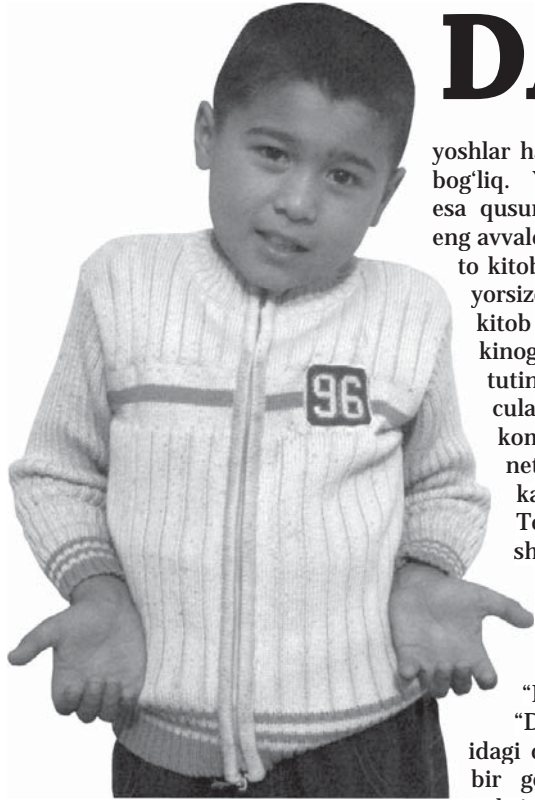 DA
96
yoshlar ha
bog‘liq. Y
esa qusur
eng avvalo
to kitob
yorsizo
kitob
kinog
tutin
cula
kon
net
ka
To
sh
“D
idagi
bir ge